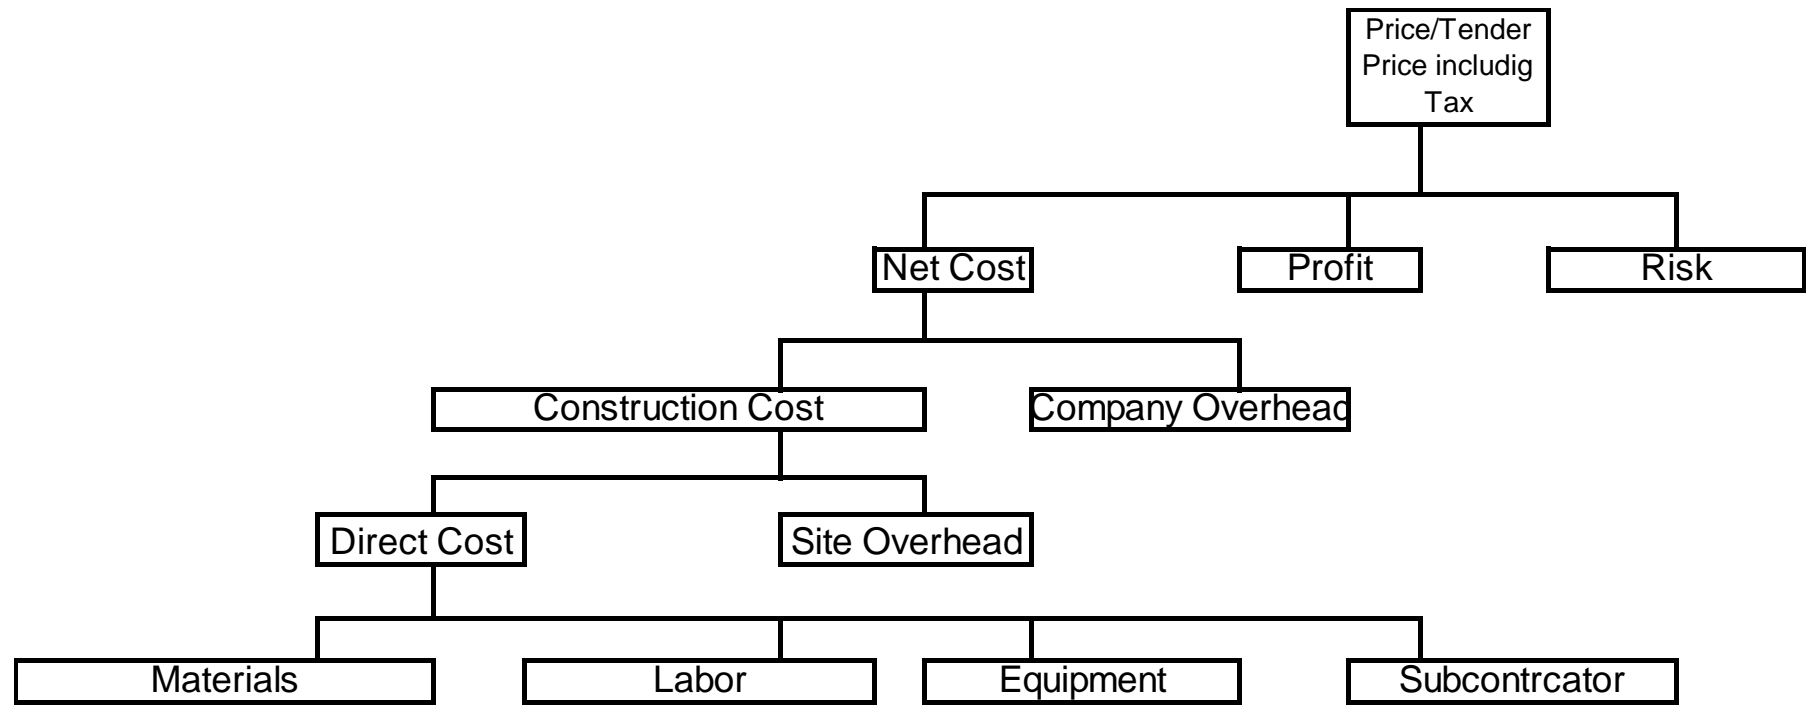 Price/Tender
Price includig
Tax
Net Cost
Profit
Risk
Construction Cost
Company Overhead
Direct Cost
Site Overhead
Materials
Labor
Equipment
Subcontrcator